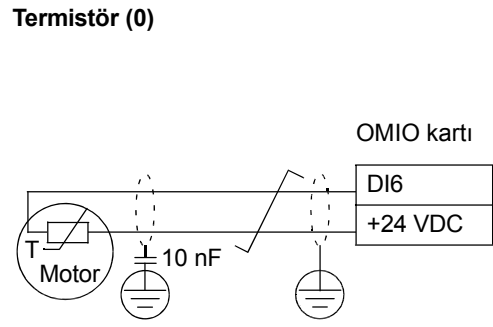 Termistör (0)
OMIO kartı
DI6
+24 VDC
T
Motor
10 nF